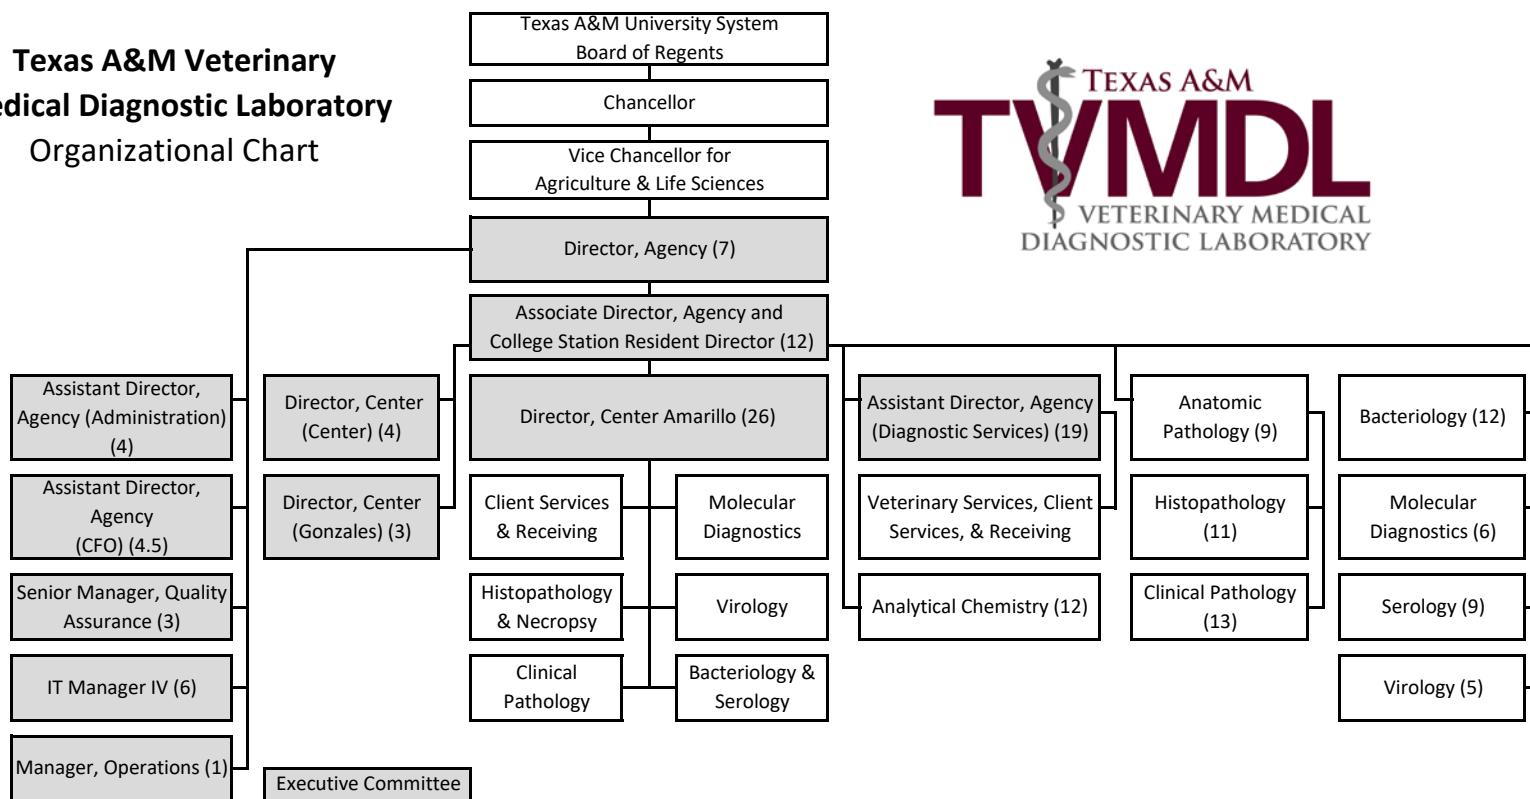 Texas A&M Veterinary
edical Diagnostic Laboratory
Organizational Chart
Texas A&M University System
Board of Regents
Chancellor
Vice Chancellor for
Agriculture & Life Sciences
TEXAS A&M
TVMDL
VETERINARY MEDICAL
DIAGNOSTIC LABORATORY
Director, Agency (7)
Associate Director, Agency and
College Station Resident Director (12)
Assistant Director,
Agency (Administration)
(4)
Director, Center
(Center) (4)
Director, Center Amarillo (26)
Assistant Director, Agency
(Diagnostic Services) (19)
Anatomic
Pathology (9)
Bacteriology (12)
Assistant Director,
Agency
(CFO) (4.5)
Director, Center
(Gonzales) (3)
Client Services
& Receiving
Molecular
Diagnostics
Veterinary Services, Client
Services, & Receiving
Histopathology
(11)
Molecular
Diagnostics (6)
Senior Manager, Quality
Assurance (3)
Histopathology
& Necropsy
Virology
Analytical Chemistry (12)
Clinical Pathology
(13)
Serology (9)
IT Manager IV (6)
Clinical
Pathology
Bacteriology &
Serology
Virology (5)
Manager, Operations (1)
Executive Committee